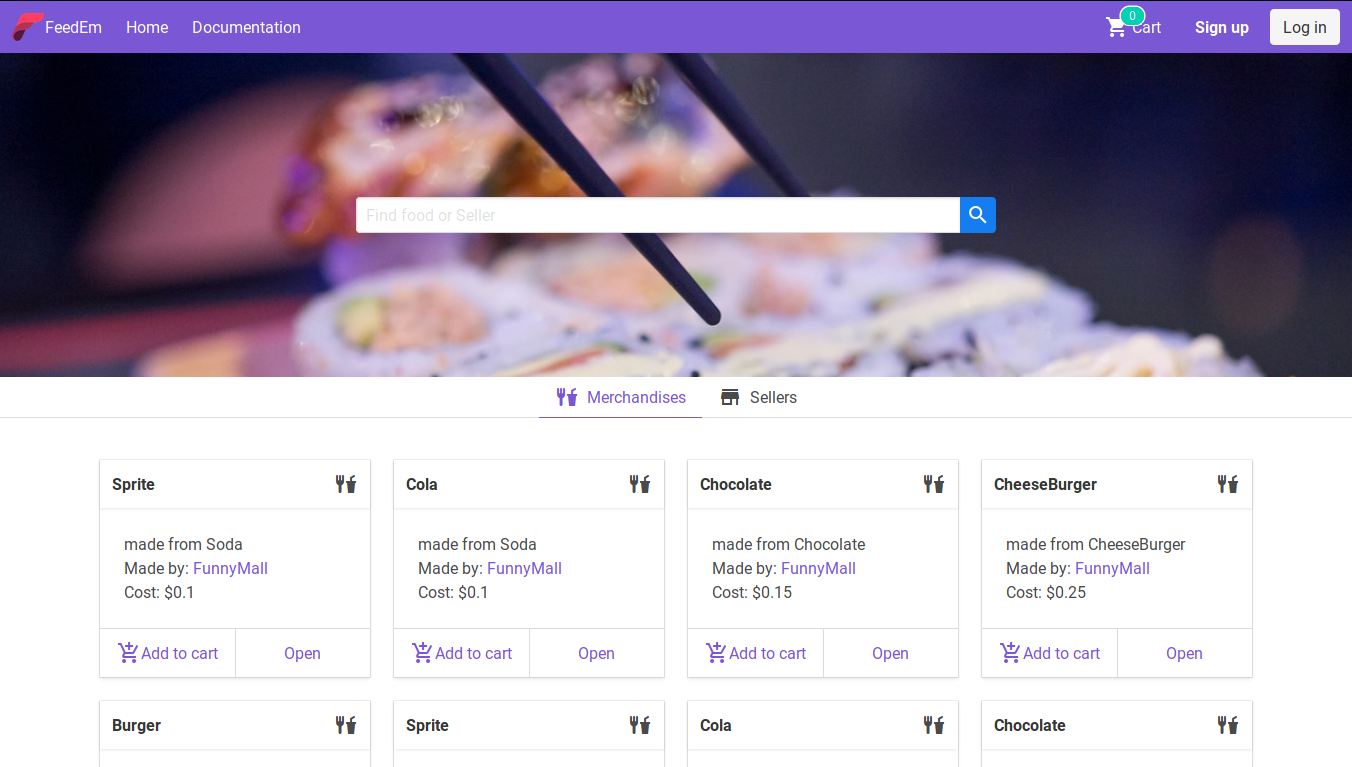 FeedEm Home Documentation 0 Cart Sign up Log in
Find food or Seller
Merchandises Sellers
Sprite Cola Chocolate CheeseBurger
made from Soda made from Soda made from Chocolate made from CheeseBurger
Made by: FunnyMall Made by: FunnyMall Made by: FunnyMall Made by: FunnyMall
Cost: $0.1 Cost: $0.1 Cost: $0.15 Cost: $0.25
Add to cart Open Add to cart Open Add to cart Open Add to cart Open
Burger Sprite Cola Chocolate